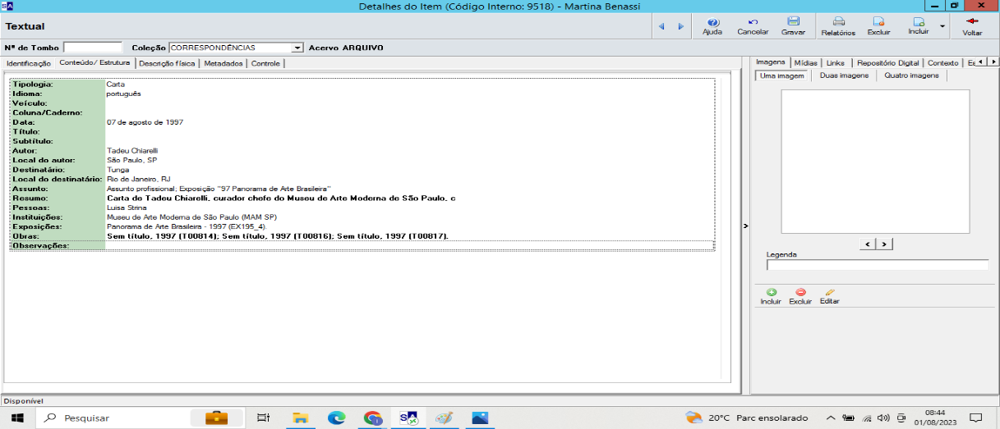 SA Detalhes do Item (Código Interno: 9518) - Martina Benassi
Textual
Ajuda Cancelar Gravar Relatórios Excluir Incluir Voltar
Nº de Tombo Coleção CORRESPONDÊNCIAS Acervo ARQUIVO
Identificação Conteúdo/ Estrutura Descrição física Metadados Controle
Imagens Mídias Links Repositório Digital Contexto
Uma imagem Duas imagens Quatro imagens
Tipologia: Carta
Idioma: português
Veículo:
Coluna/Caderno:
Data: 07 de agosto de 1997
Título:
Subtítulo:
Autor: Tadeu Chiarelli
Local do autor: São Paulo, SP
Destinatário: Tunga
Local do destinatário: Rio de Janeiro, RJ
Assunto: Assunto profissional; Exposição "97 Panorama de Arte Brasileira"
Resumo: Carta de Tadeu Chiarelli, curador chefe do Museu de Arte Moderna de São Paulo, c
Pessoas: Luisa Strina
Instituições: Museu de Arte Moderna de São Paulo (MAM SP)
Exposições: Panorama de Arte Brasileira - 1997 (EX195_4).
Obras: Sem título, 1997 (T00814); Sem título, 1997 (T00816); Sem título, 1997 (T00817).
Observações:
Legenda
Incluir Excluir Editar
Disponível
Pesquisar
20°C Parc ensolarado
08:44
01/08/2023